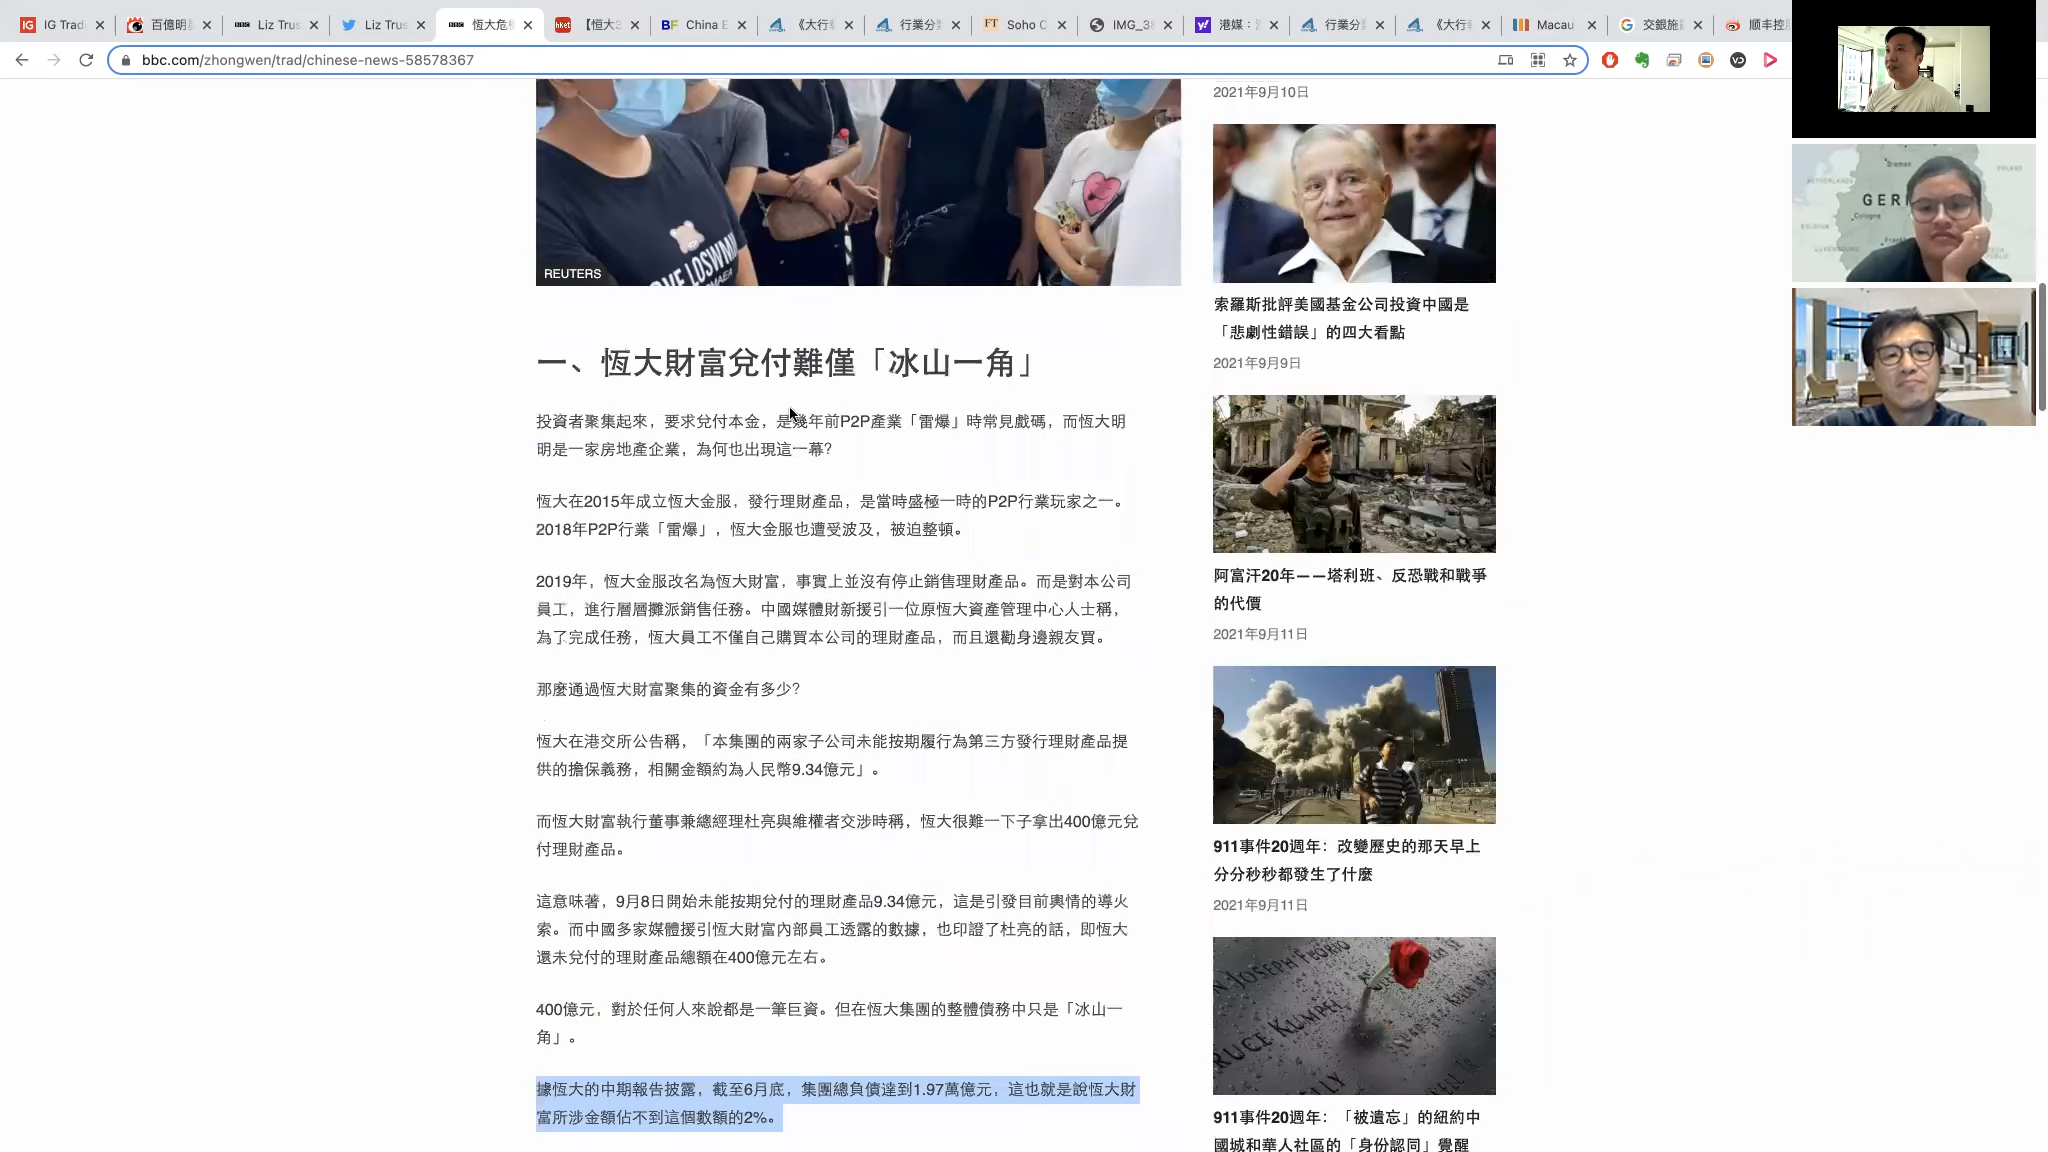 IG Trad
百億明星
Liz Trus
Liz Trus
恆大危機
【恒大3
China E
《大行報
行業分類
Soho C
IMG_38
港媒：
行業分類
《大行報
Macau
交銀施
顺丰控股
bbc.com/zhongwen/trad/chinese-news-58578367
REUTERS
一、恆大財富兌付難僅「冰山一角」
投資者聚集起來，要求兌付本金，是幾年前P2P產業「雷爆」時常見戲碼，而恆大明
明是一家房地產企業，為何也出現這一幕？
恆大在2015年成立恆大金服，發行理財產品，是當時盛極一時的P2P行業玩家之一。
2018年P2P行業「雷爆」，恆大金服也遭受波及，被迫整頓。
2019年，恆大金服改名為恆大財富，事實上並沒有停止銷售理財產品。而是對本公司
員工，進行層層攤派銷售任務。中國媒體財新援引一位原恆大資產管理中心人士稱，
為了完成任務，恆大員工不僅自己購買本公司的理財產品，而且還勸身邊親友買。
那麼通過恆大財富聚集的資金有多少？
恆大在港交所公告稱，「本集團的兩家子公司未能按期履行為第三方發行理財產品提
供的擔保義務，相關金額約為人民幣9.34億元」。
而恆大財富執行董事兼總經理杜亮與維權者交涉時稱，恆大很難一下子拿出400億元兌
付理財產品。
這意味著，9月8日開始未能按期兌付的理財產品9.34億元，這是引發目前輿情的導火
索。而中國多家媒體援引恆大財富內部員工透露的數據，也印證了杜亮的話，即恆大
還未兌付的理財產品總額在400億元左右。
400億元，對於任何人來說都是一筆巨資。但在恆大集團的整體債務中只是「冰山一
角」。
據恆大的中期報告披露，截至6月底，集團總負債達到1.97萬億元，這也就是說恆大財
富所涉金額佔不到這個數額的2%。
2021年9月10日
索羅斯批評美國基金公司投資中國是
「悲劇性錯誤」的四大看點
2021年9月9日
阿富汗20年——塔利班、反恐戰和戰爭
的代價
2021年9月11日
911事件20週年：改變歷史的那天早上
分分秒秒都發生了什麼
2021年9月11日
911事件20週年：「被遺忘」的紐約中
國城和華人社區的「身份認同」覺醒